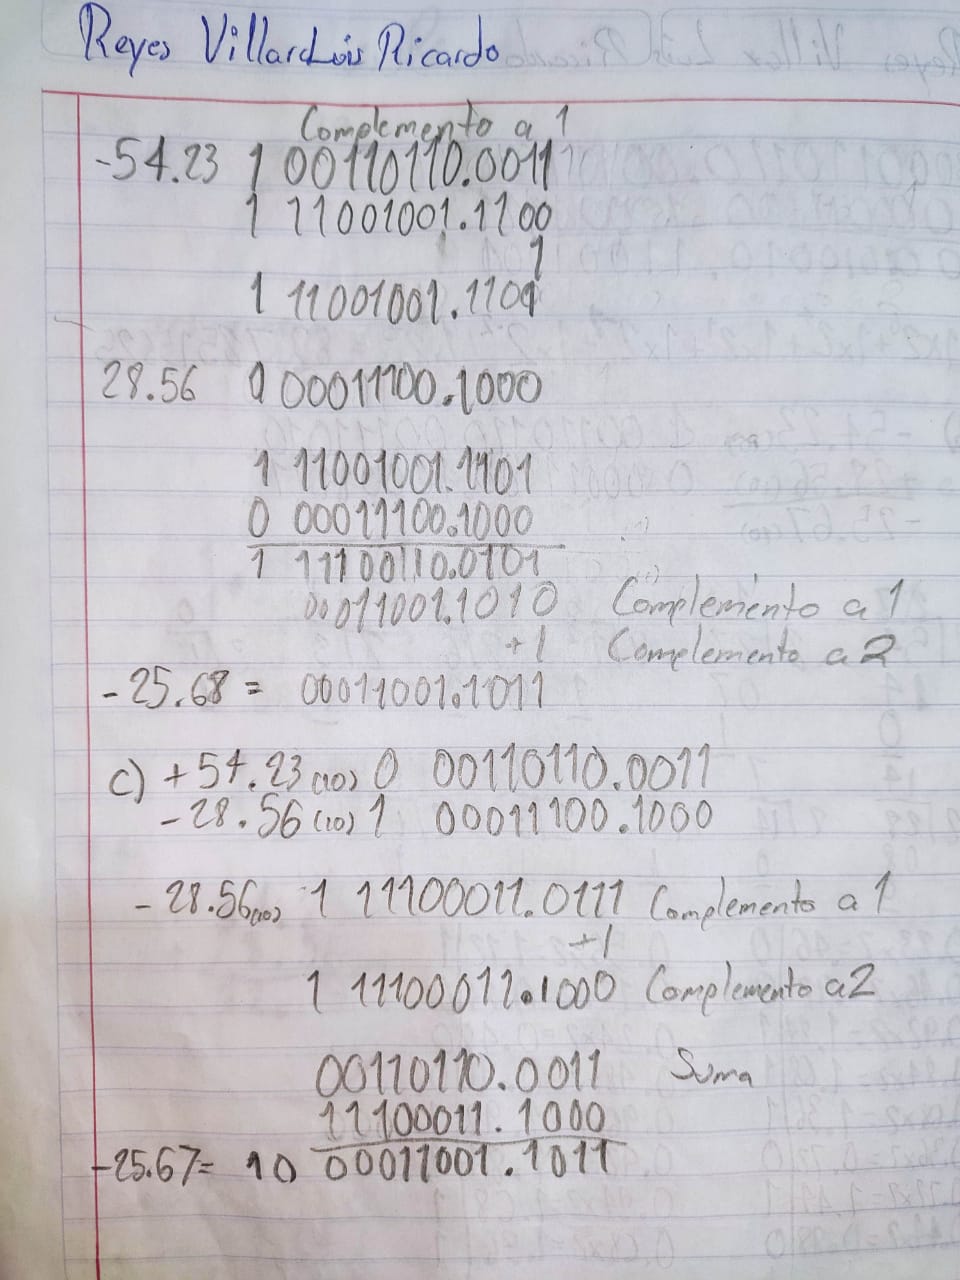 Reyes Villar Luis Ricardo
Complemento a 1
-54.23 1 00110110.0011
1 11001001.1100
1
1 11001001.1101
28.56 0 00011100.1000
1 11001001.1101
0 00011100.1000
1 11100110.0101
00011001.1010 Complemento a 1
+1 Complemento a 2
-25.68 = 00011001.1011
c) +54.23(10) 0 00110110.0011
-28.56(10) 1 00011100.1000
-28.56(10) 1 11100011.0111 Complemento a 1
+1
1 11100011.1000 Complemento a2
00110110.0011 Suma
11100011.1000
-25.67= 10 00011001.1011